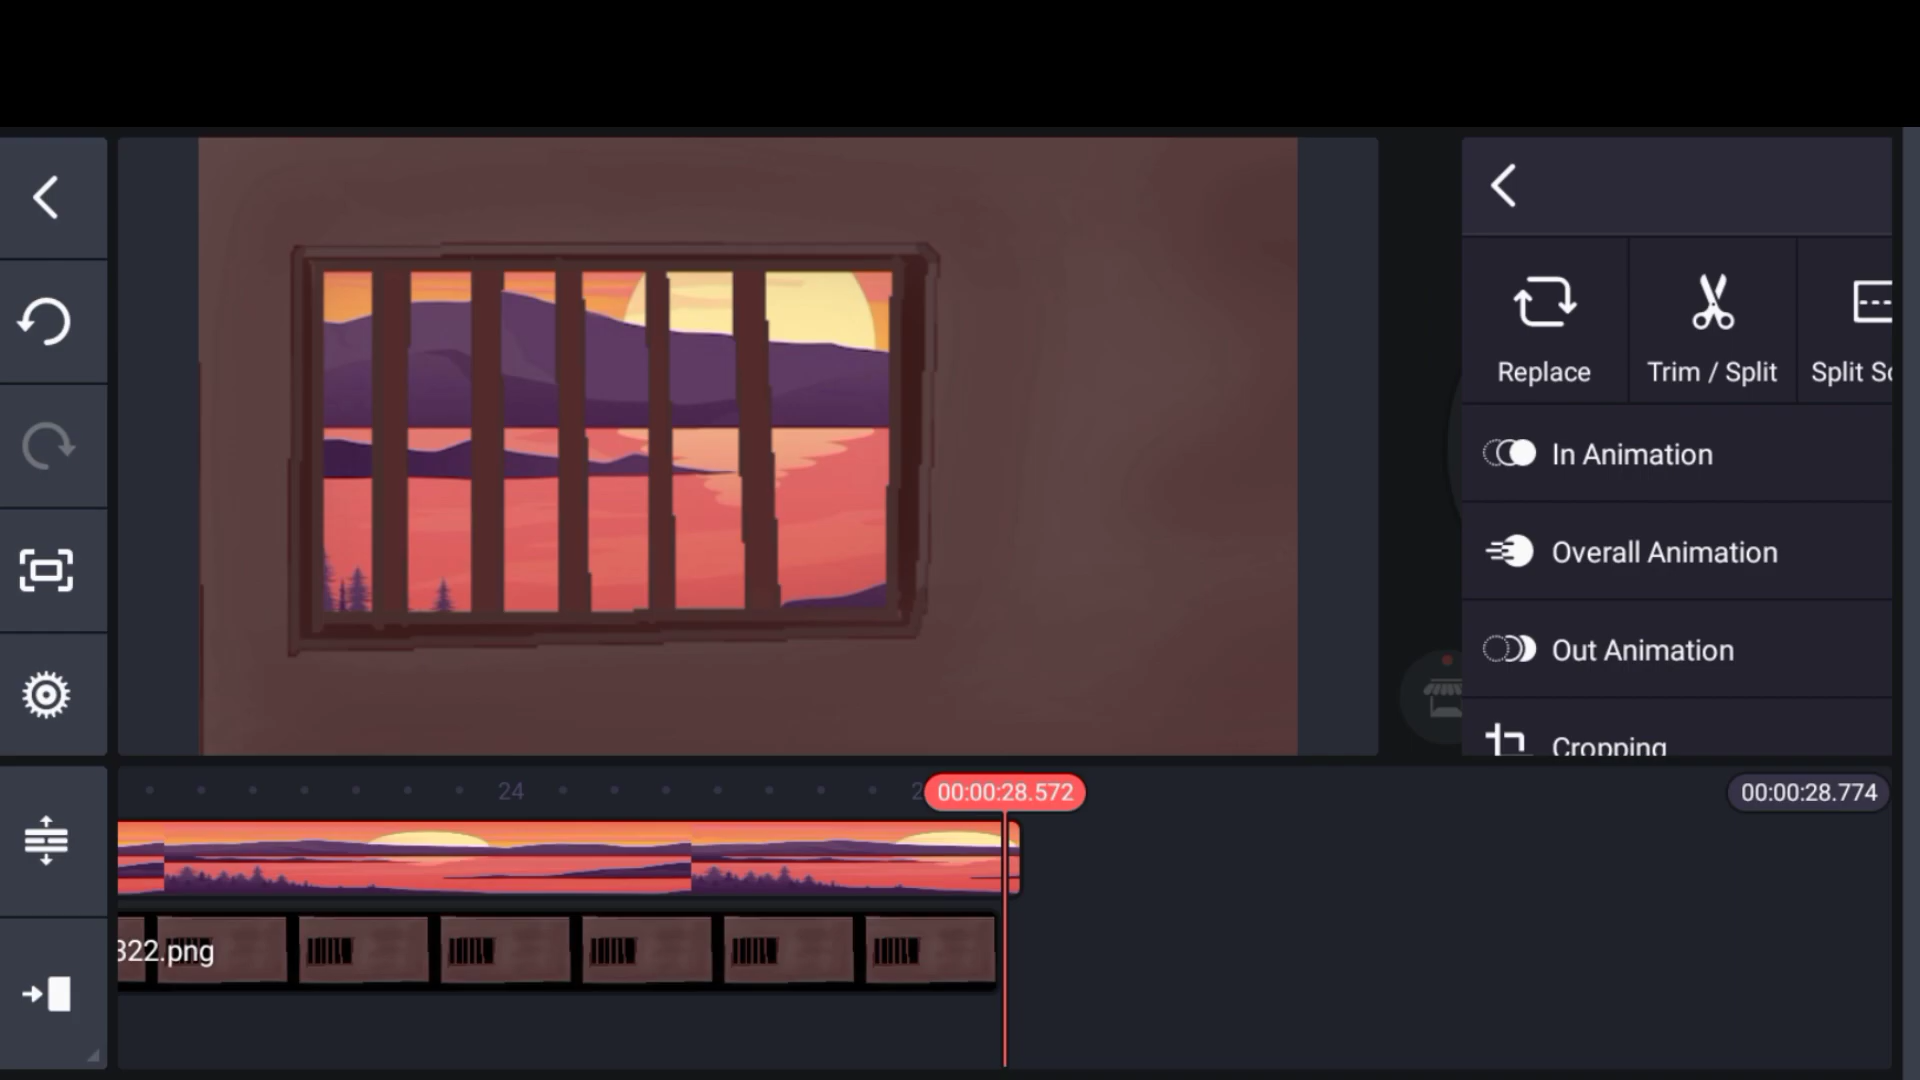 Replace
Trim / Split
Split Sc
In Animation
Overall Animation
Out Animation
Cropping
24
2
00:00:28.572
00:00:28.774
322.png